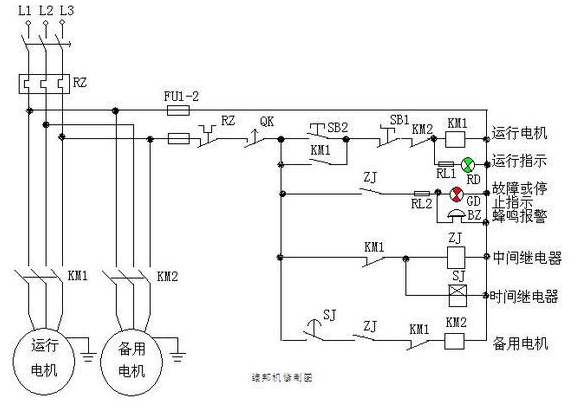 L1 L2 L3
RZ
FU1-2
RZ QK SB2 SB1 KM2 KM1 运行电机
KM1
RL1 RD 运行指示
ZJ RL2 GD 故障或停
止指示
BZ 蜂鸣报警
KM1 ZJ 中间继电器
SJ 时间继电器
KM1 KM2
SJ ZJ KM1 KM2 备用电机
运行
电机
备用
电机